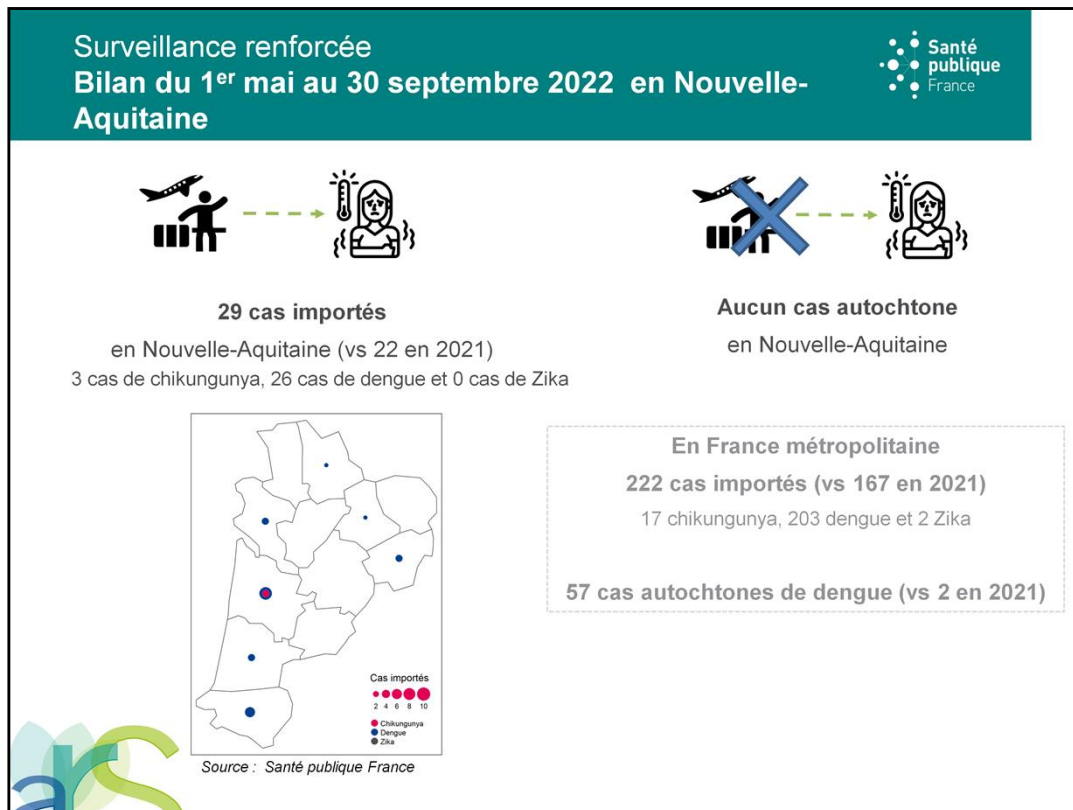 Surveillance renforcée
Bilan du 1er mai au 30 septembre 2022 en Nouvelle-
Aquitaine
Santé
publique
France
29 cas importés
en Nouvelle-Aquitaine (vs 22 en 2021)
3 cas de chikungunya, 26 cas de dengue et 0 cas de Zika
Aucun cas autochtone
en Nouvelle-Aquitaine
Cas importés
2 4 6 8 10
Chikungunya
Dengue
Zika
Source : Santé publique France
En France métropolitaine
222 cas importés (vs 167 en 2021)
17 chikungunya, 203 dengue et 2 Zika
57 cas autochtones de dengue (vs 2 en 2021)
ars